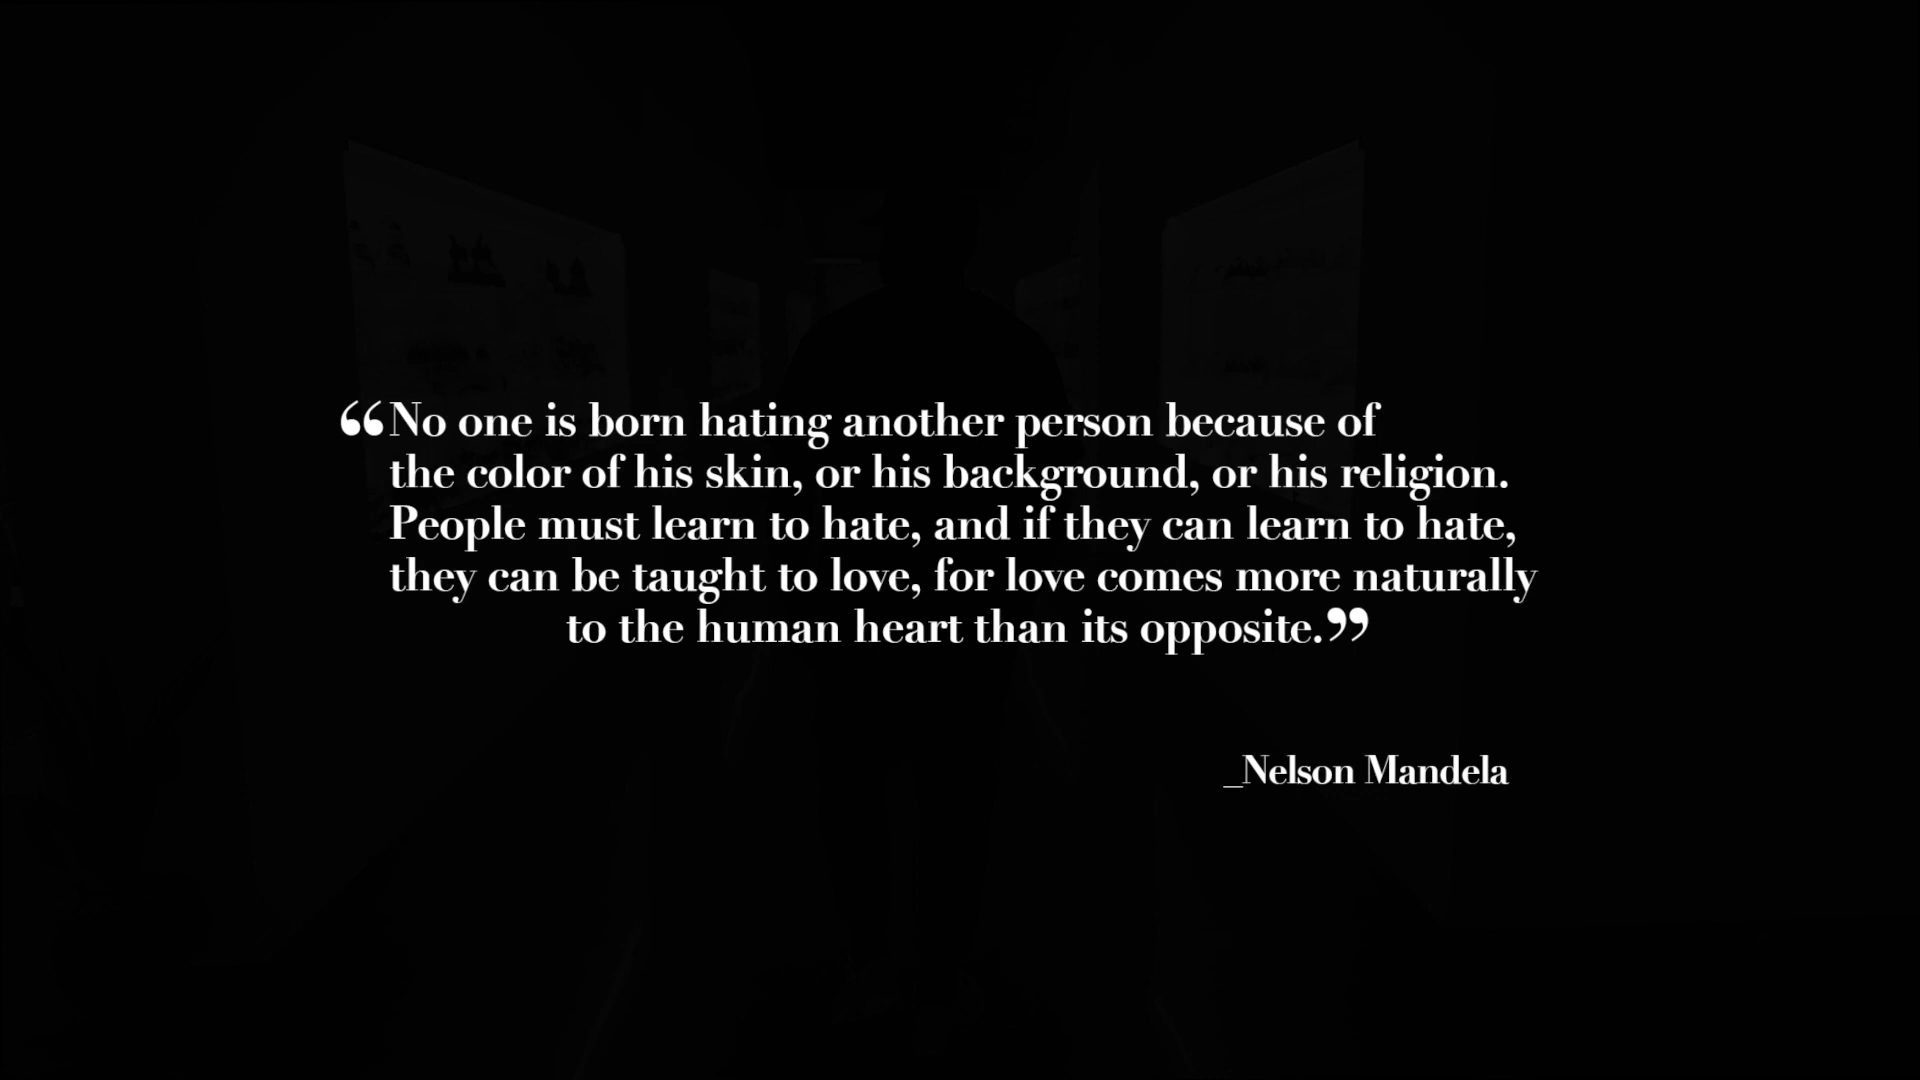 “No one is born hating another person because of
the color of his skin, or his background, or his religion.
People must learn to hate, and if they can learn to hate,
they can be taught to love, for love comes more naturally
to the human heart than its opposite.”
_Nelson Mandela